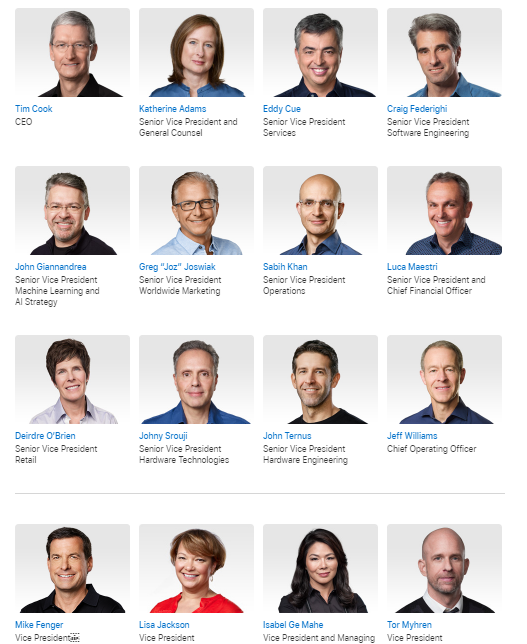 Tim Cook
CEO
Katherine Adams
Senior Vice President and
General Counsel
Eddy Cue
Senior Vice President
Services
Craig Federighi
Senior Vice President
Software Engineering
John Giannandrea
Senior Vice President
Machine Learning and
AI Strategy
Greg “Joz” Joswiak
Senior Vice President
Worldwide Marketing
Sabih Khan
Senior Vice President
Operations
Luca Maestri
Senior Vice President and
Chief Financial Officer
Deirdre O’Brien
Senior Vice President
Retail
Johny Srouji
Senior Vice President
Hardware Technologies
John Ternus
Senior Vice President
Hardware Engineering
Jeff Williams
Chief Operating Officer
Mike Fenger
Vice President
Lisa Jackson
Vice President
Isabel Ge Mahe
Vice President and Managing
Tor Myhren
Vice President